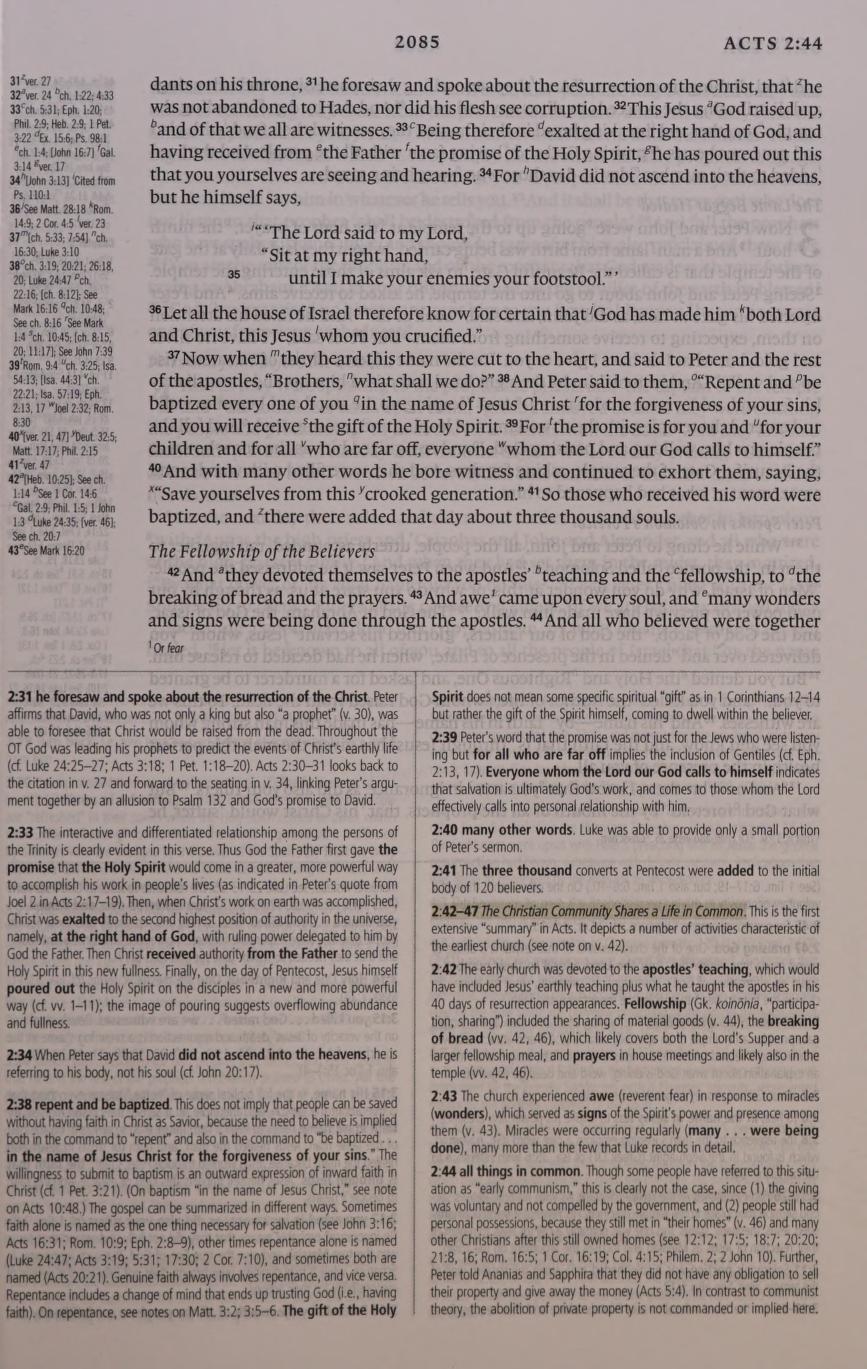 2085 ACTS 2:44
31 z ver. 27
32 a ver. 24 b ch. 1:22; 4:33
33 c ch. 5:31; Eph. 1:20;
Phil. 2:9; Heb. 2:9; 1 Pet.
3:22 d Ex. 15:6; Ps. 98:1
e ch. 1:4; [John 16:7] f Gal.
3:14 g ver. 17
34 h [John 3:13] i Cited from
Ps. 110:1
36 j See Matt. 28:18 k Rom.
14:9; 2 Cor. 4:5 l ver. 23
37 m [ch. 5:33; 7:54] n ch.
16:30; Luke 3:10
38 o ch. 3:19; 20:21; 26:18,
20; Luke 24:47 p ch.
22:16; [ch. 8:12]; See
Mark 16:16 q ch. 10:48;
See ch. 8:16 r See Mark
1:4 s ch. 10:45; [ch. 8:15,
20; 11:17]; See John 7:39
39 t Rom. 9:4 u ch. 3:25; Isa.
54:13; [Isa. 44:3] v ch.
22:21; Isa. 57:19; Eph.
2:13, 17 w Joel 2:32; Rom.
8:30
40 x [ver. 21, 47] y Deut. 32:5;
Matt. 17:17; Phil. 2:15
41 z ver. 47
42 a [Heb. 10:25]; See ch.
1:14 b See 1 Cor. 14:6
c Gal. 2:9; Phil. 1:5; 1 John
1:3 d Luke 24:35; [ver. 46];
See ch. 20:7
43 e See Mark 16:20
dants on his throne, 31 he foresaw and spoke about the resurrection of the Christ, that z he
was not abandoned to Hades, nor did his flesh see corruption. 32 This Jesus a God raised up,
b and of that we all are witnesses. 33 c Being therefore d exalted at the right hand of God, and
having received from e the Father f the promise of the Holy Spirit, g he has poured out this
that you yourselves are seeing and hearing. 34 For h David did not ascend into the heavens,
but he himself says,
i “‘The Lord said to my Lord,
“Sit at my right hand,
35 until I make your enemies your footstool.”’
36 Let all the house of Israel therefore know for certain that j God has made him k both Lord
and Christ, this Jesus l whom you crucified.”
37 Now when m they heard this they were cut to the heart, and said to Peter and the rest
of the apostles, “Brothers, n what shall we do?” 38 And Peter said to them, o “Repent and p be
baptized every one of you q in the name of Jesus Christ r for the forgiveness of your sins,
and you will receive s the gift of the Holy Spirit. 39 For t the promise is for you and u for your
children and for all v who are far off, everyone w whom the Lord our God calls to himself.”
40 And with many other words he bore witness and continued to exhort them, saying,
x “Save yourselves from this y crooked generation.” 41 So those who received his word were
baptized, and z there were added that day about three thousand souls.
The Fellowship of the Believers
42 And a they devoted themselves to the apostles’ b teaching and the c fellowship, to d the
breaking of bread and the prayers. 43 And awe 1 came upon every soul, and e many wonders
and signs were being done through the apostles. 44 And all who believed were together
1 Or fear
2:31 he foresaw and spoke about the resurrection of the Christ. Peter
affirms that David, who was not only a king but also “a prophet” (v. 30), was
able to foresee that Christ would be raised from the dead. Throughout the
OT God was leading his prophets to predict the events of Christ’s earthly life
(cf. Luke 24:25–27; Acts 3:18; 1 Pet. 1:18–20). Acts 2:30–31 looks back to
the citation in v. 27 and forward to the seating in v. 34, linking Peter’s argu-
ment together by an allusion to Psalm 132 and God’s promise to David.
2:33 The interactive and differentiated relationship among the persons of
the Trinity is clearly evident in this verse. Thus God the Father first gave the
promise that the Holy Spirit would come in a greater, more powerful way
to accomplish his work in people’s lives (as indicated in Peter’s quote from
Joel 2 in Acts 2:17–19). Then, when Christ’s work on earth was accomplished,
Christ was exalted to the second highest position of authority in the universe,
namely, at the right hand of God, with ruling power delegated to him by
God the Father. Then Christ received authority from the Father to send the
Holy Spirit in this new fullness. Finally, on the day of Pentecost, Jesus himself
poured out the Holy Spirit on the disciples in a new and more powerful
way (cf. vv. 1–11); the image of pouring suggests overflowing abundance
and fullness.
2:34 When Peter says that David did not ascend into the heavens, he is
referring to his body, not his soul (cf. John 20:17).
2:38 repent and be baptized. This does not imply that people can be saved
without having faith in Christ as Savior, because the need to believe is implied
both in the command to “repent” and also in the command to “be baptized . . .
in the name of Jesus Christ for the forgiveness of your sins.” The
willingness to submit to baptism is an outward expression of inward faith in
Christ (cf. 1 Pet. 3:21). (On baptism “in the name of Jesus Christ,” see note
on Acts 10:48.) The gospel can be summarized in different ways. Sometimes
faith alone is named as the one thing necessary for salvation (see John 3:16;
Acts 16:31; Rom. 10:9; Eph. 2:8–9), other times repentance alone is named
(Luke 24:47; Acts 3:19; 5:31; 17:30; 2 Cor. 7:10), and sometimes both are
named (Acts 20:21). Genuine faith always involves repentance, and vice versa.
Repentance includes a change of mind that ends up trusting God (i.e., having
faith). On repentance, see notes on Matt. 3:2; 3:5–6. The gift of the Holy
Spirit does not mean some specific spiritual “gift” as in 1 Corinthians 12–14
but rather the gift of the Spirit himself, coming to dwell within the believer.
2:39 Peter’s word that the promise was not just for the Jews who were listen-
ing but for all who are far off implies the inclusion of Gentiles (cf. Eph.
2:13, 17). Everyone whom the Lord our God calls to himself indicates
that salvation is ultimately God’s work, and comes to those whom the Lord
effectively calls into personal relationship with him.
2:40 many other words. Luke was able to provide only a small portion
of Peter’s sermon.
2:41 The three thousand converts at Pentecost were added to the initial
body of 120 believers.
2:42–47 The Christian Community Shares a Life in Common. This is the first
extensive “summary” in Acts. It depicts a number of activities characteristic of
the earliest church (see note on v. 42).
2:42 The early church was devoted to the apostles’ teaching, which would
have included Jesus’ earthly teaching plus what he taught the apostles in his
40 days of resurrection appearances. Fellowship (Gk. koinōnia, “participa-
tion, sharing”) included the sharing of material goods (v. 44), the breaking
of bread (vv. 42, 46), which likely covers both the Lord’s Supper and a
larger fellowship meal, and prayers in house meetings and likely also in the
temple (vv. 42, 46).
2:43 The church experienced awe (reverent fear) in response to miracles
(wonders), which served as signs of the Spirit’s power and presence among
them (v. 43). Miracles were occurring regularly (many . . . were being
done), many more than the few that Luke records in detail.
2:44 all things in common. Though some people have referred to this situ-
ation as “early communism,” this is clearly not the case, since (1) the giving
was voluntary and not compelled by the government, and (2) people still had
personal possessions, because they still met in “their homes” (v. 46) and many
other Christians after this still owned homes (see 12:12; 17:5; 18:7; 20:20;
21:8, 16; Rom. 16:5; 1 Cor. 16:19; Col. 4:15; Philem. 2; 2 John 10). Further,
Peter told Ananias and Sapphira that they did not have any obligation to sell
their property and give away the money (Acts 5:4). In contrast to communist
theory, the abolition of private property is not commanded or implied here.